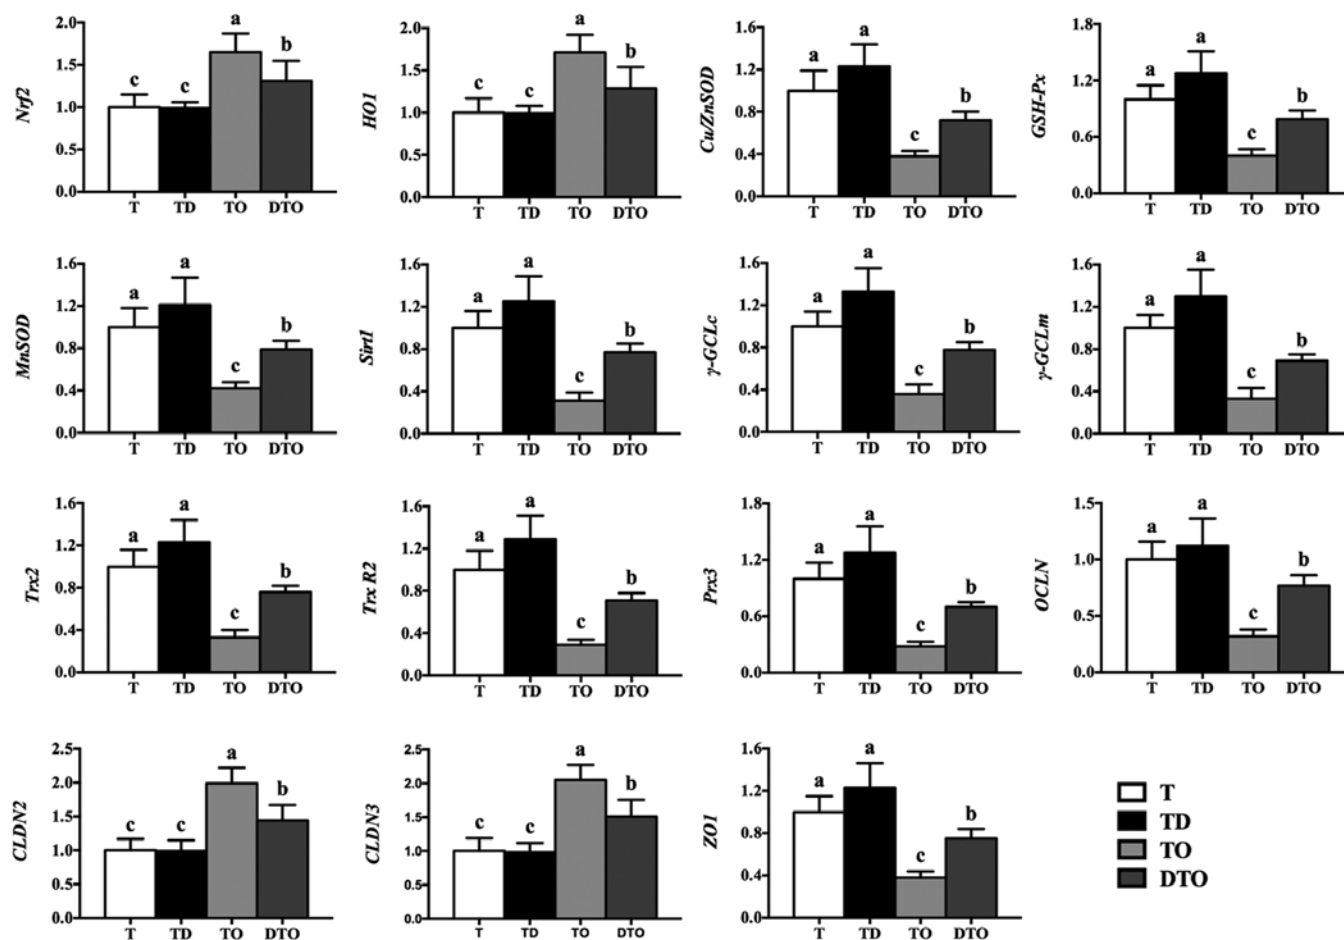 Nrf2
2.0
1.5
1.0
0.5
0.0
c
c
a
b
T TD TO DTO
HO1
2.0
1.5
1.0
0.5
0.0
c
c
a
b
T TD TO DTO
Cu/ZnSOD
1.6
1.2
0.8
0.4
0.0
a
a
c
b
T TD TO DTO
GSH-Px
1.8
1.2
0.6
0.0
a
a
c
b
T TD TO DTO
MnSOD
1.6
1.2
0.8
0.4
0.0
a
a
c
b
T TD TO DTO
Sirt1
1.6
1.2
0.8
0.4
0.0
a
a
c
b
T TD TO DTO
γ-GCLc
1.6
1.2
0.8
0.4
0.0
a
a
c
b
T TD TO DTO
γ-GCLm
1.6
1.2
0.8
0.4
0.0
a
a
c
b
T TD TO DTO
Trx2
1.6
1.2
0.8
0.4
0.0
a
a
c
b
T TD TO DTO
Trx R2
1.6
1.2
0.8
0.4
0.0
a
a
c
b
T TD TO DTO
Prx3
1.8
1.2
0.6
0.0
a
a
c
b
T TD TO DTO
OCLN
1.5
1.0
0.5
0.0
a
a
c
b
T TD TO DTO
CLDN2
2.5
2.0
1.5
1.0
0.5
0.0
c
c
a
b
T TD TO DTO
CLDN3
2.5
2.0
1.5
1.0
0.5
0.0
c
c
a
b
T TD TO DTO
ZO1
1.6
1.2
0.8
0.4
0.0
a
a
c
b
T TD TO DTO
T
TD
TO
DTO